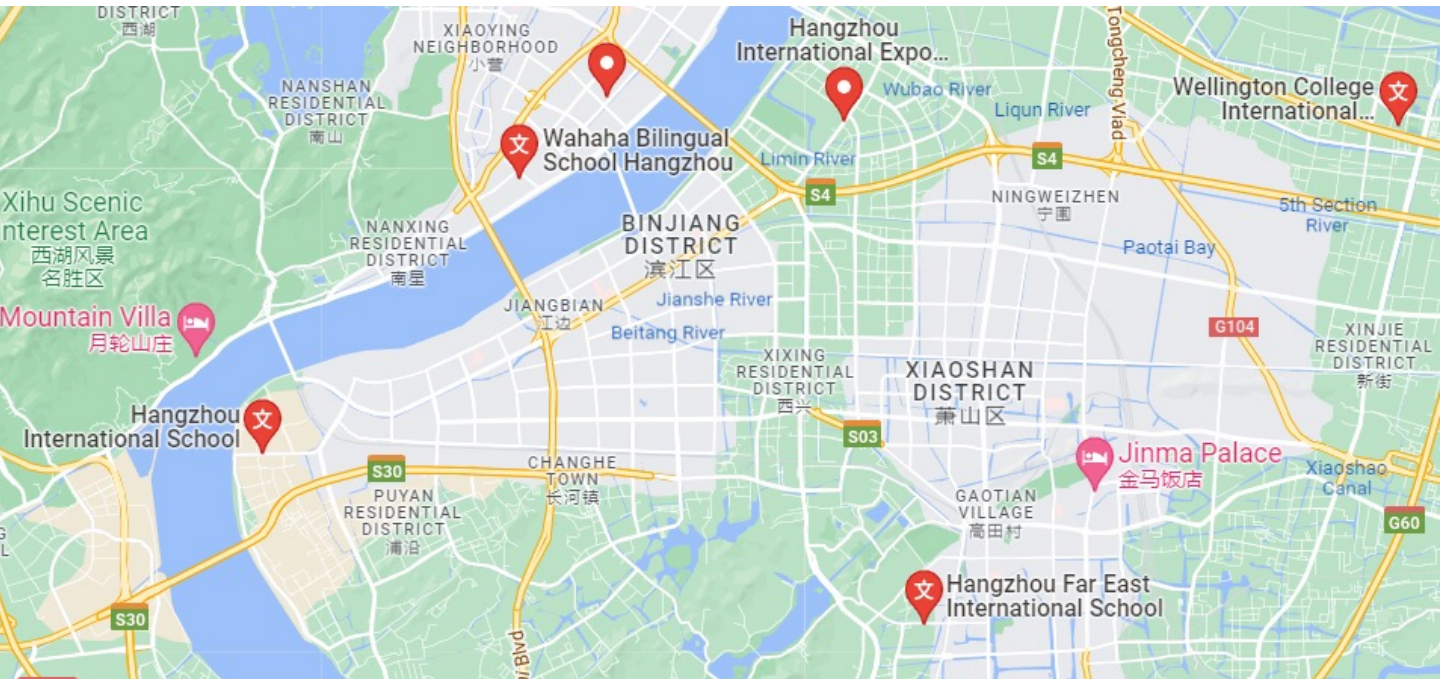 DISTRICT
西湖
XIAOYING
NEIGHBORHOOD
小营
Hangzhou
International Expo...
Tongcheng Viad
NANSHAN
RESIDENTIAL
DISTRICT
南山
Wubao River
Liqun River
Wellington College
International...
文
Wahaha Bilingual
School Hangzhou
文
Limin River
S4
S4
Xihu Scenic
nterest Area
西湖风景
名胜区
NANXING
RESIDENTIAL
DISTRICT
南星
BINJIANG
DISTRICT
滨江区
NINGWEIZHEN
宁围
5th Section
River
Paotai Bay
Mountain Villa
月轮山庄
JIANGBIAN
江边
Jianshe River
Beitang River
G104
XINJIE
RESIDENTIAL
DISTRICT
新街
XIXING
RESIDENTIAL
DISTRICT
西兴
XIAOSHAN
DISTRICT
萧山区
Hangzhou
International School
文
S03
Jinma Palace
金马饭店
S30
CHANGHE
TOWN
长河镇
Xiaoshao
Canal
PUYAN
RESIDENTIAL
DISTRICT
浦沿
GAOTIAN
VILLAGE
高田村
G60
文
Hangzhou Far East
International School
S30
Blvd